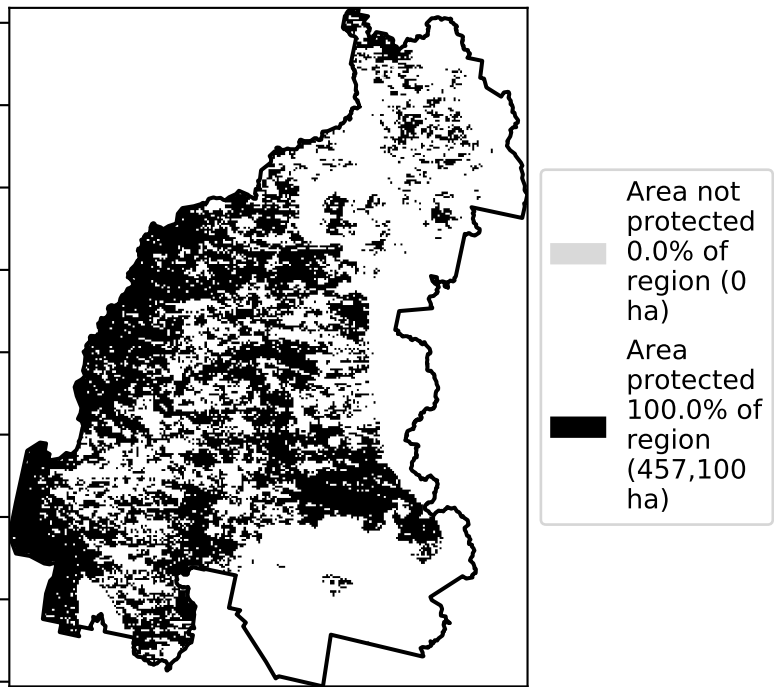 Area not
protected
0.0% of
region (0
ha)
Area
protected
100.0% of
region
(457,100
ha)